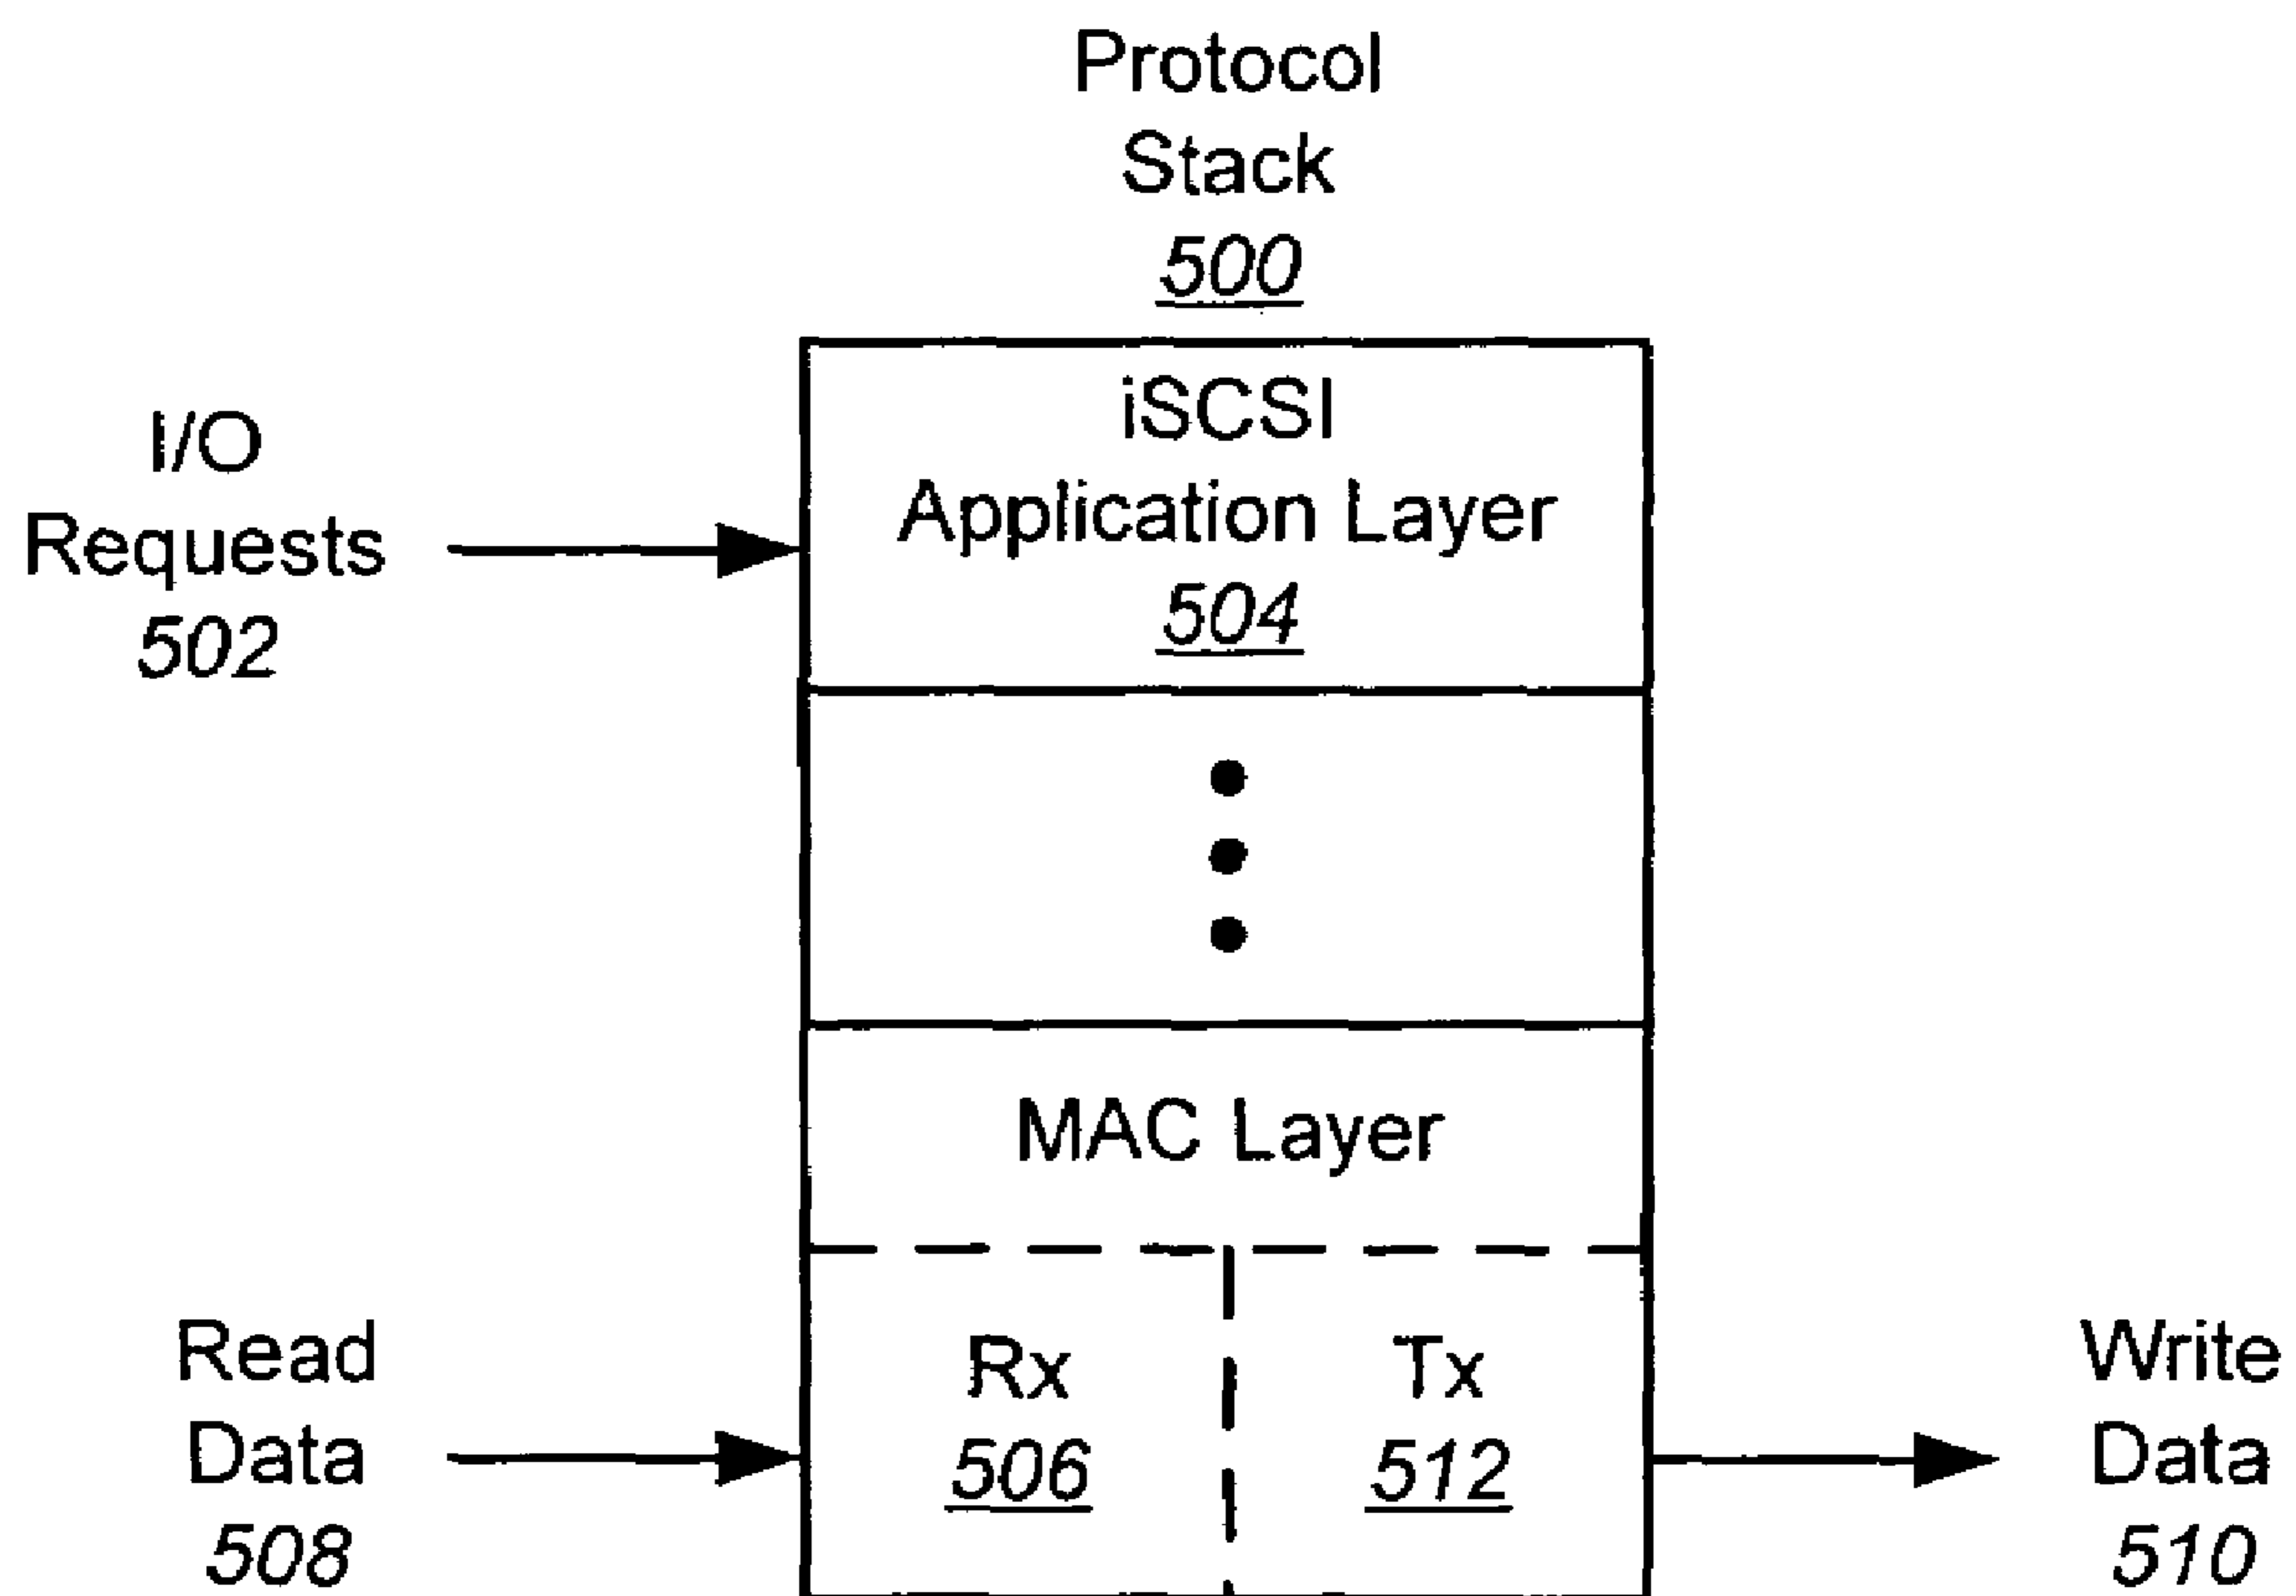 Protocol
Stack
500
I/O
Requests
502
iSCSI
Application Layer
504
MAC Layer
Read
Data
508
Rx
506
Tx
512
Write
Data
510